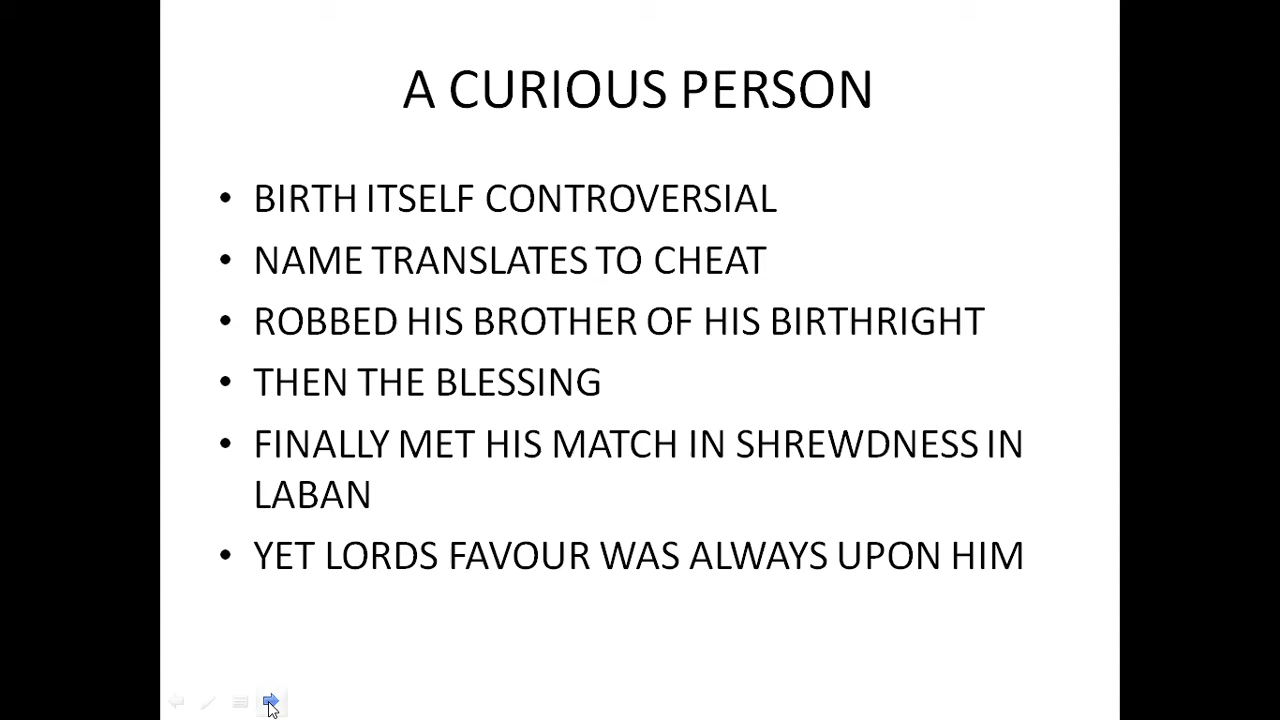 A CURIOUS PERSON
• BIRTH ITSELF CONTROVERSIAL
• NAME TRANSLATES TO CHEAT
• ROBBED HIS BROTHER OF HIS BIRTHRIGHT
• THEN THE BLESSING
• FINALLY MET HIS MATCH IN SHREWDNESS IN
LABAN
• YET LORDS FAVOUR WAS ALWAYS UPON HIM